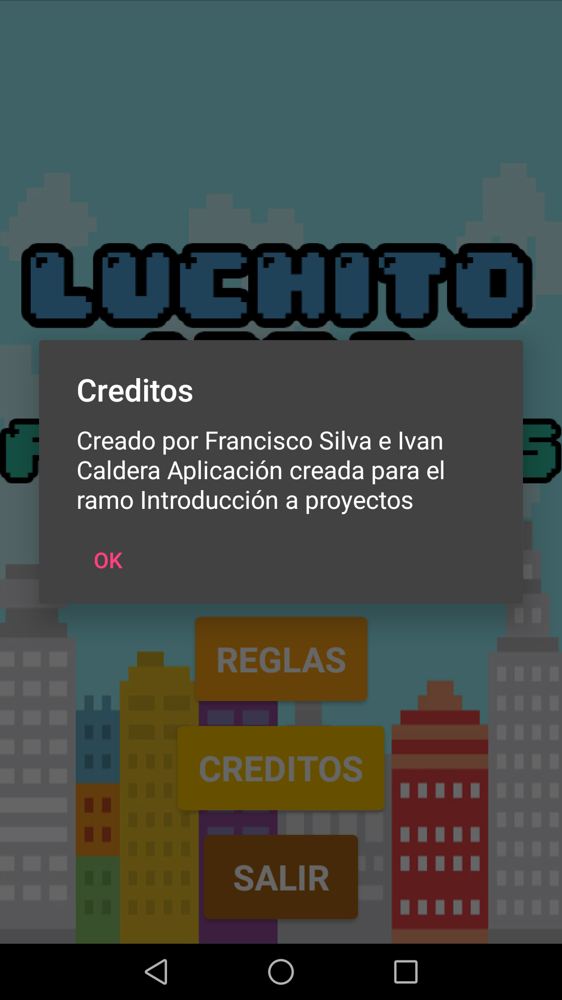 LUCHITO
Creditos
Creado por Francisco Silva e Ivan
Caldera Aplicación creada para el
ramo Introducción a proyectos
OK
REGLAS
CREDITOS
SALIR